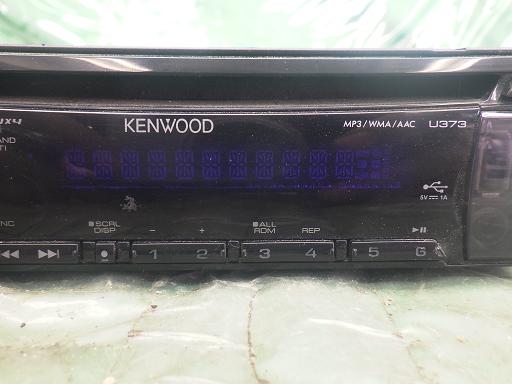 KENWOOD
MP3/WMA/AAC U373
5V 1A
SCRL
DISP
ALL
RDM
REP
− +
1 2 3 4 5 6